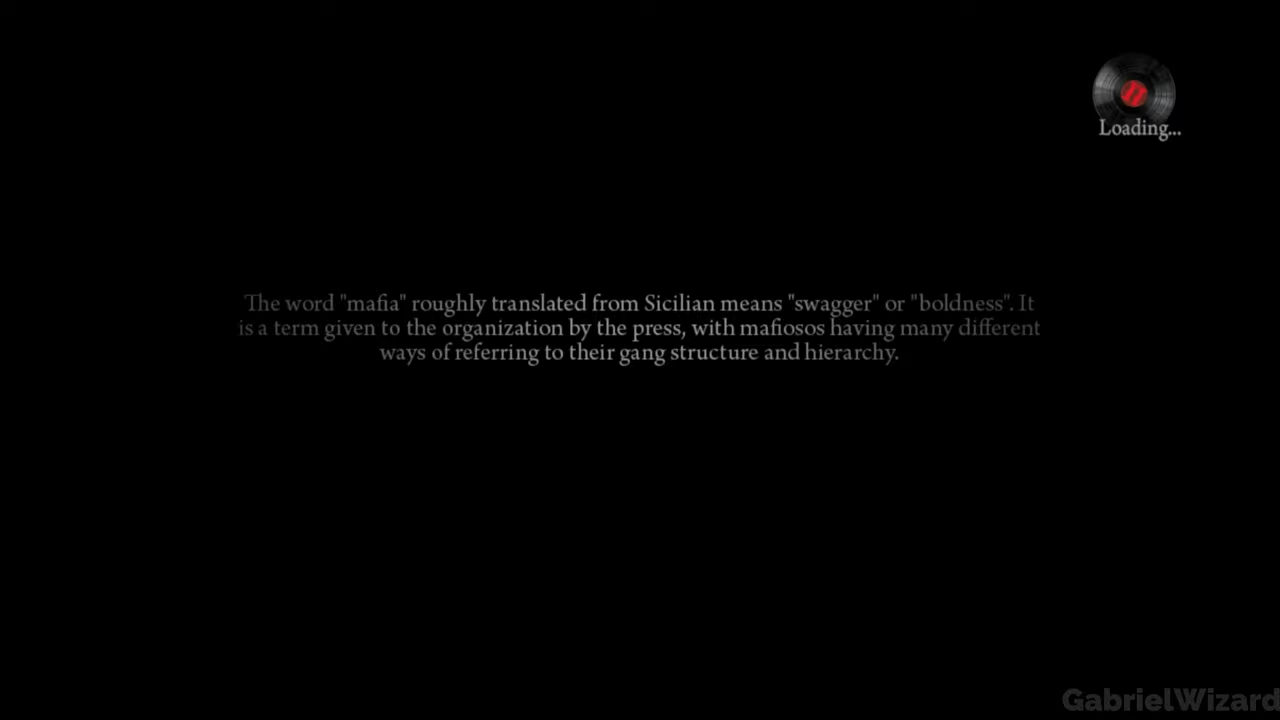 Loading...
The word "mafia" roughly translated from Sicilian means "swagger" or "boldness". It
is a term given to the organization by the press, with mafiosos having many different
ways of referring to their gang structure and hierarchy.
GabrielWizard